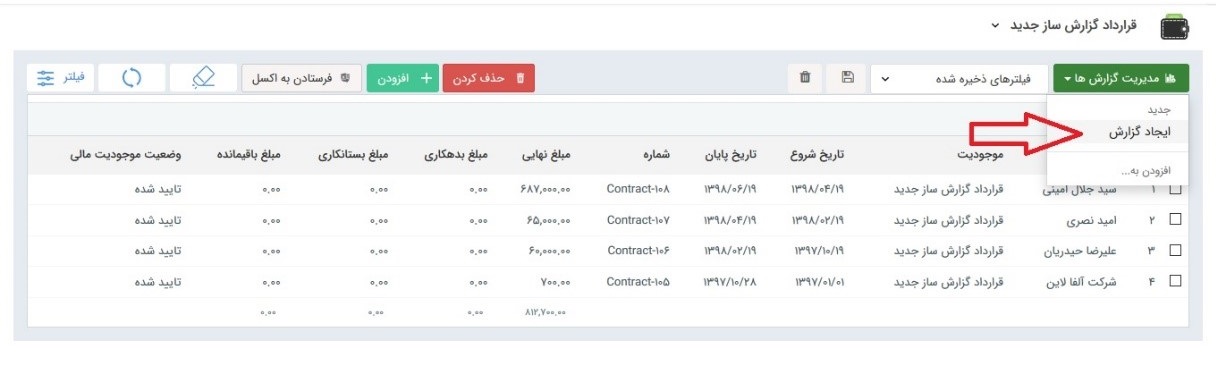 قرارداد گزارش ساز جدید
مدیریت گزارش ها فیلترهای ذخیره شده حذف کردن + افزودن فرستادن به اکسل فیلتر
جدید
ایجاد گزارش
افزودن به...
موجودیت تاریخ شروع تاریخ پایان شماره مبلغ نهایی مبلغ بدهکاری مبلغ بستانکاری مبلغ باقیمانده وضعیت موجودیت مالی
۱ سید جلال امینی قرارداد گزارش ساز جدید ۱۳۹۸/۰۴/۱۹ ۱۳۹۸/۰۶/۱۹ Contract-۱۰۸ ۶۸۷,۰۰۰.۰۰ ۰.۰۰ ۰.۰۰ ۰.۰۰ تایید شده
۲ امید نصری قرارداد گزارش ساز جدید ۱۳۹۸/۰۲/۱۹ ۱۳۹۸/۰۴/۱۹ Contract-۱۰۷ ۶۵,۰۰۰.۰۰ ۰.۰۰ ۰.۰۰ ۰.۰۰ تایید شده
۳ علیرضا حیدریان قرارداد گزارش ساز جدید ۱۳۹۷/۱۰/۱۹ ۱۳۹۸/۰۲/۱۹ Contract-۱۰۶ ۶۰,۰۰۰.۰۰ ۰.۰۰ ۰.۰۰ ۰.۰۰ تایید شده
۴ شرکت آلفا لاین قرارداد گزارش ساز جدید ۱۳۹۷/۰۱/۰۱ ۱۳۹۷/۱۰/۲۸ Contract-۱۰۵ ۷۰۰.۰۰ ۰.۰۰ ۰.۰۰ ۰.۰۰ تایید شده
۸۱۲,۷۰۰.۰۰ ۰.۰۰ ۰.۰۰ ۰.۰۰